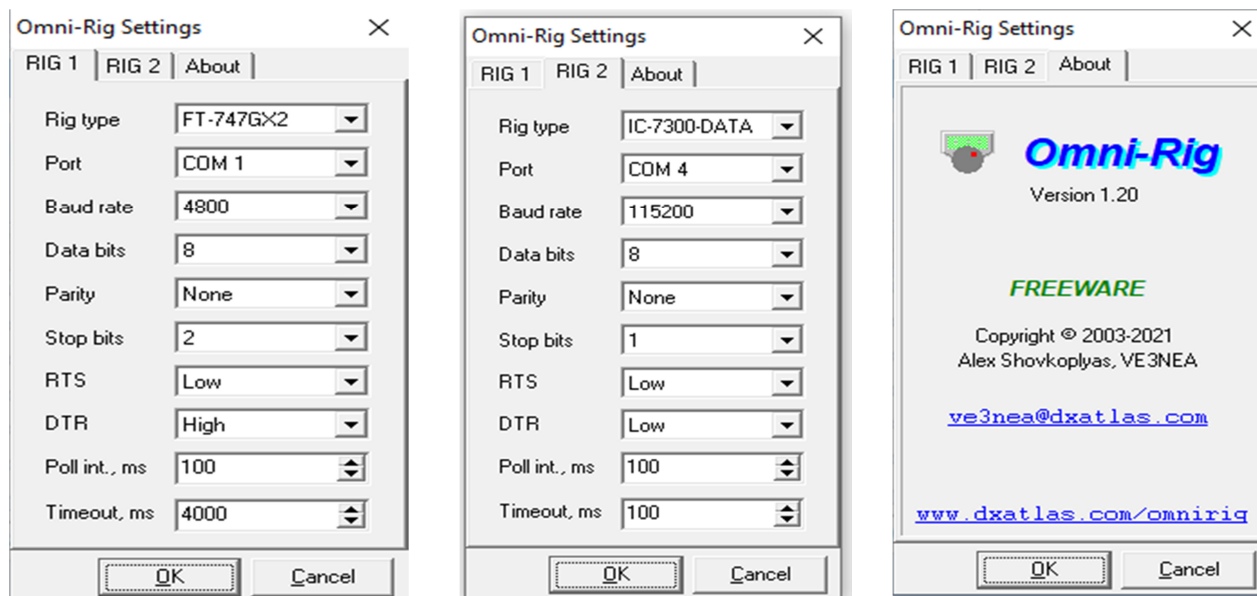 Omni-Rig Settings
RIG 1 RIG 2 About
Rig type FT-747GX2
Port COM 1
Baud rate 4800
Data bits 8
Parity None
Stop bits 2
RTS Low
DTR High
Poll int., ms 100
Timeout, ms 4000
OK Cancel
Omni-Rig Settings
RIG 1 RIG 2 About
Rig type IC-7300-DATA
Port COM 4
Baud rate 115200
Data bits 8
Parity None
Stop bits 1
RTS Low
DTR Low
Poll int., ms 100
Timeout, ms 100
OK Cancel
Omni-Rig Settings
RIG 1 RIG 2 About
Omni-Rig
Version 1.20
FREEWARE
Copyright © 2003-2021
Alex Shovkoplyas, VE3NEA
ve3nea@dxatlas.com
www.dxatlas.com/omnirig
OK Cancel